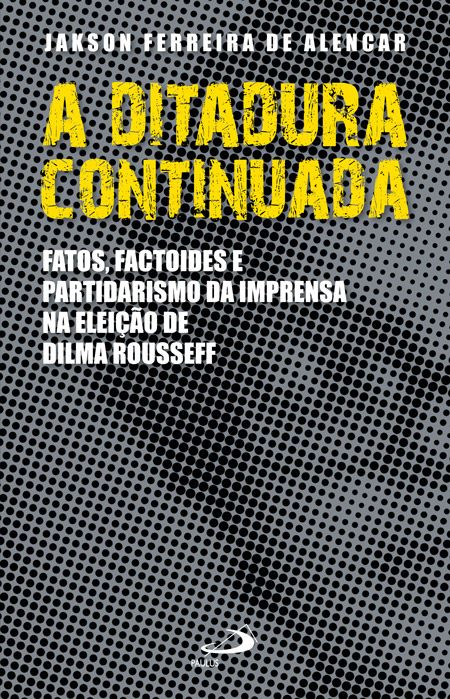 JAKSON FERREIRA DE ALENCAR
A DITADURA
CONTINUADA
FATOS, FACTOIDES E
PARTIDARISMO DA IMPRENSA
NA ELEIÇÃO DE
DILMA ROUSSEFF
PAULUS